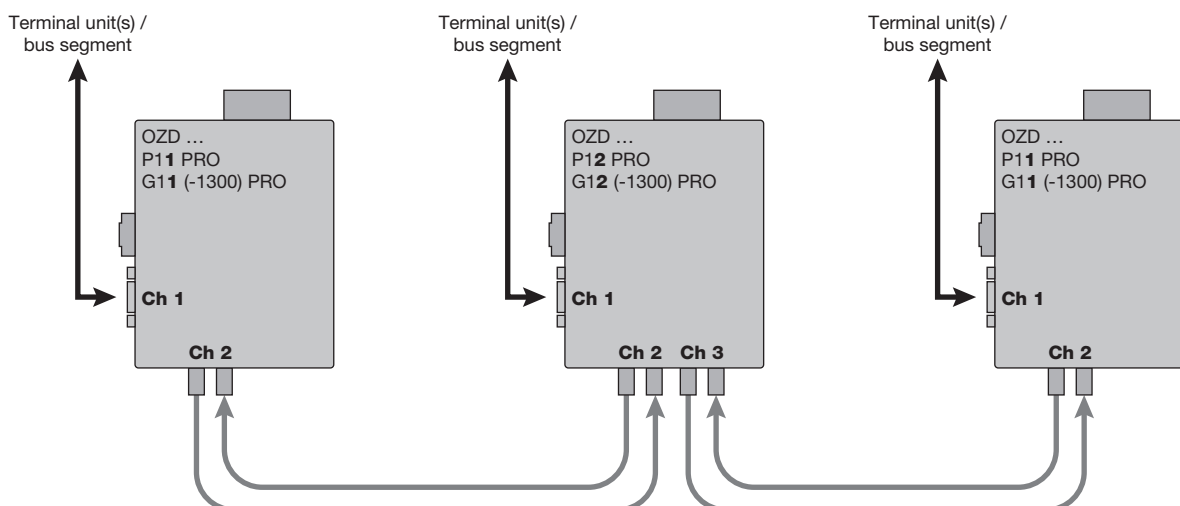 Terminal unit(s) /
bus segment
Terminal unit(s) /
bus segment
Terminal unit(s) /
bus segment
OZD ...
P11 PRO
G11 (-1300) PRO
Ch 1
Ch 2
OZD ...
P12 PRO
G12 (-1300) PRO
Ch 1
Ch 2
Ch 3
OZD ...
P11 PRO
G11 (-1300) PRO
Ch 1
Ch 2